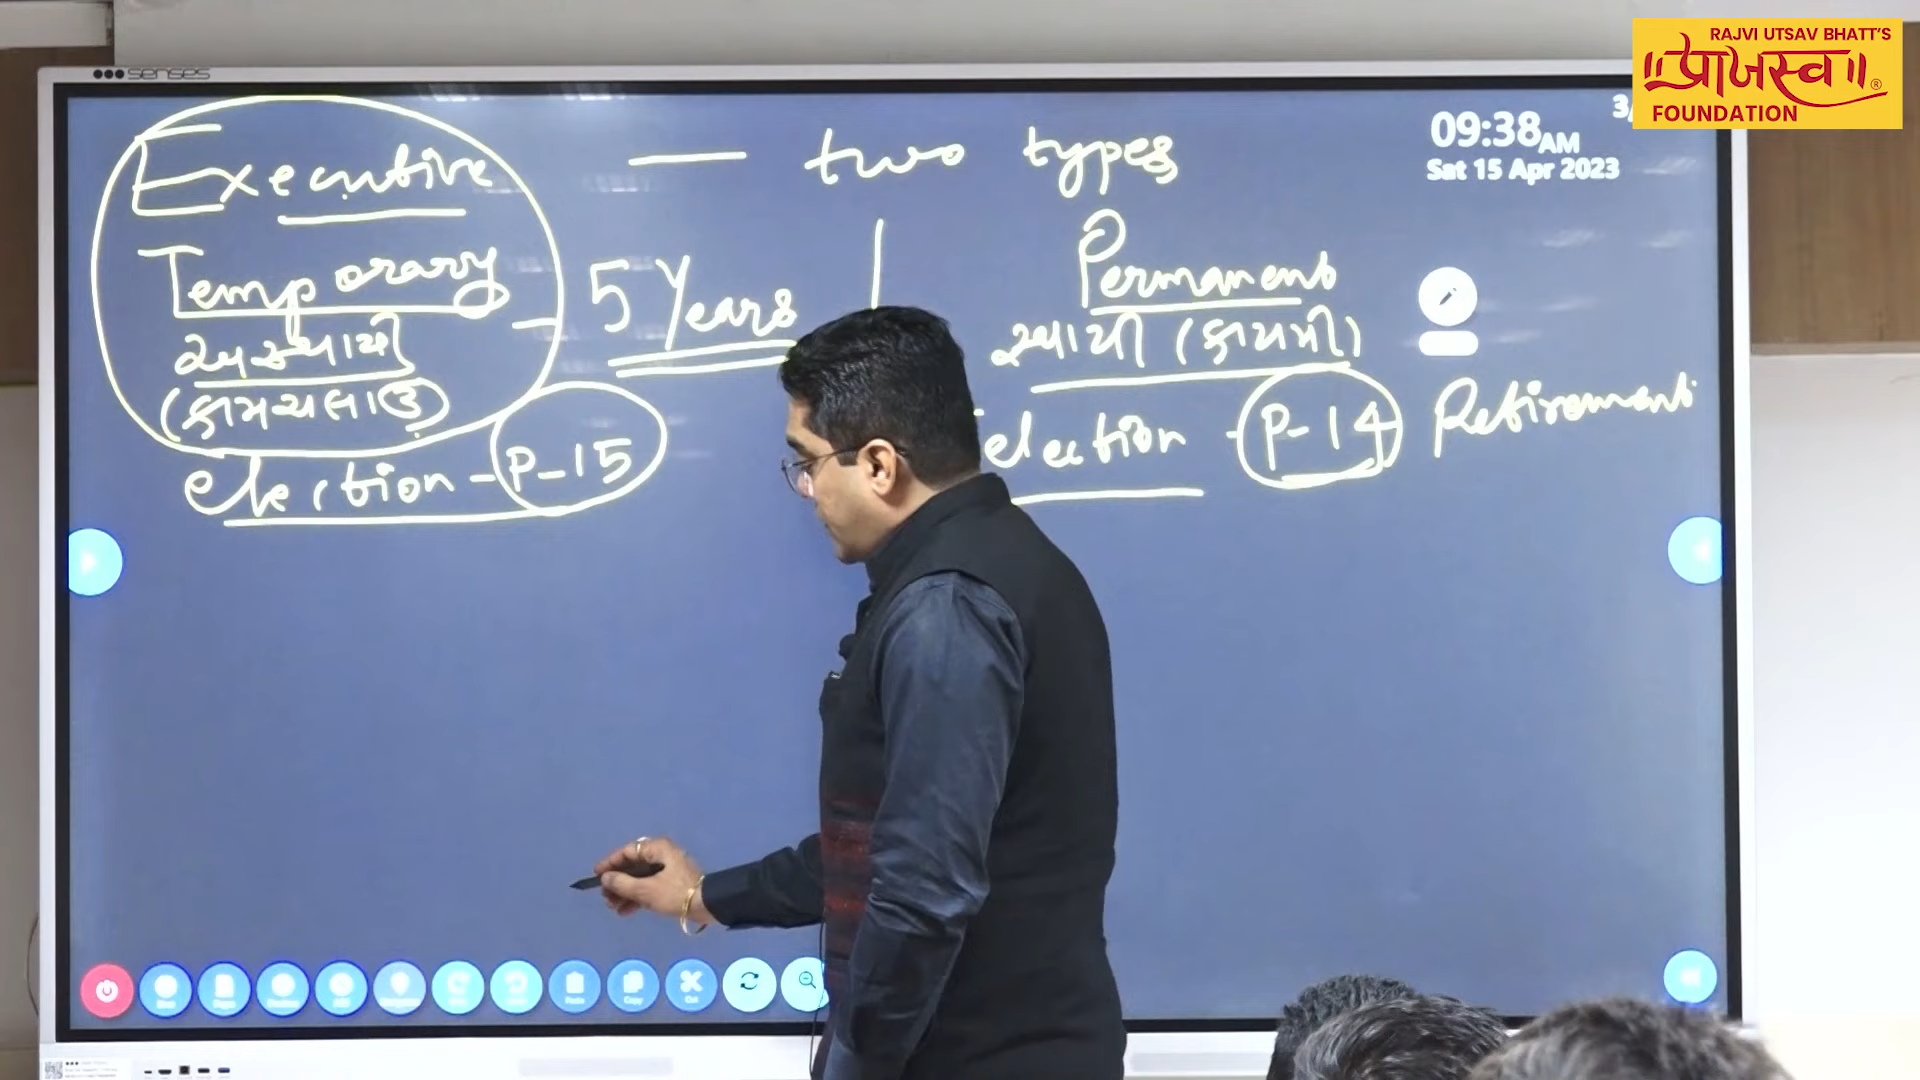 RAJVI UTSAV BHATT'S
FOUNDATION
senses
09:38AM
Sat 15 Apr 2023
Executive — two types
Temporary – 5 Years
અસ્થાયી
(કામચલાઉ)
election – P-15
Permanent
સ્થાયી (કાયમી)
election - P-14 Retirement